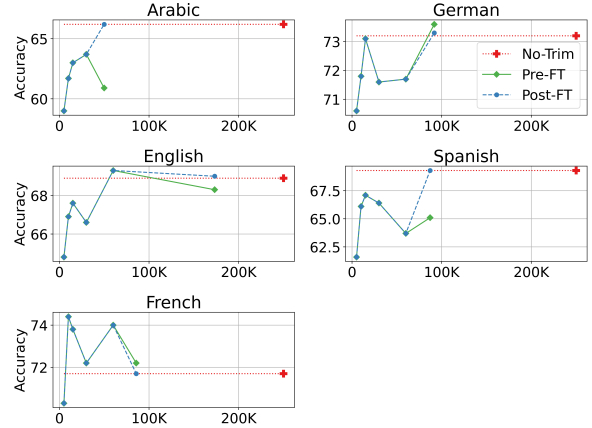 Arabic
Accuracy
65
60
0
100K
200K
German
73
72
71
0
100K
200K
No-Trim
Pre-FT
Post-FT
English
Accuracy
68
66
0
100K
200K
Spanish
67.5
65.0
62.5
0
100K
200K
French
Accuracy
74
72
0
100K
200K